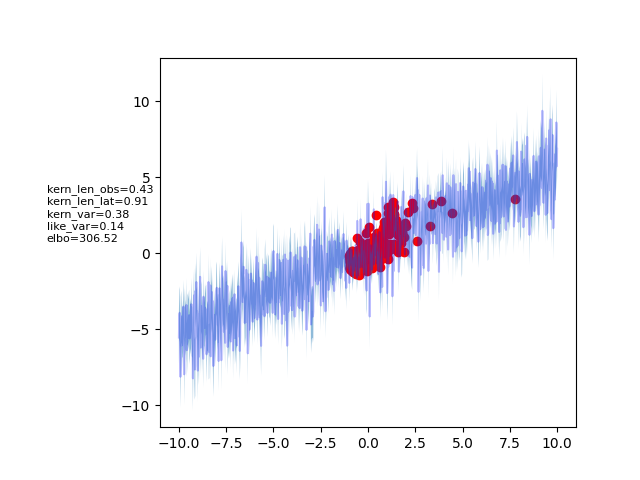 10
5
0
−5
−10
kern_len_obs=0.43
kern_len_lat=0.91
kern_var=0.38
like_var=0.14
elbo=306.52
−10.0 −7.5 −5.0 −2.5 0.0 2.5 5.0 7.5 10.0